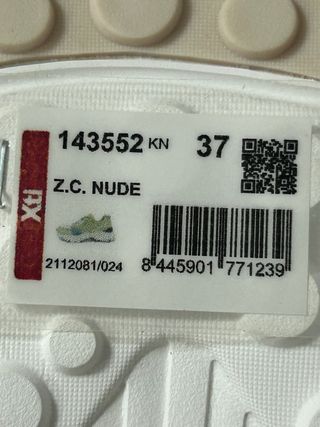 143552 KN 37
Z.C. NUDE
Xti
2112081/024
8 445901 771239